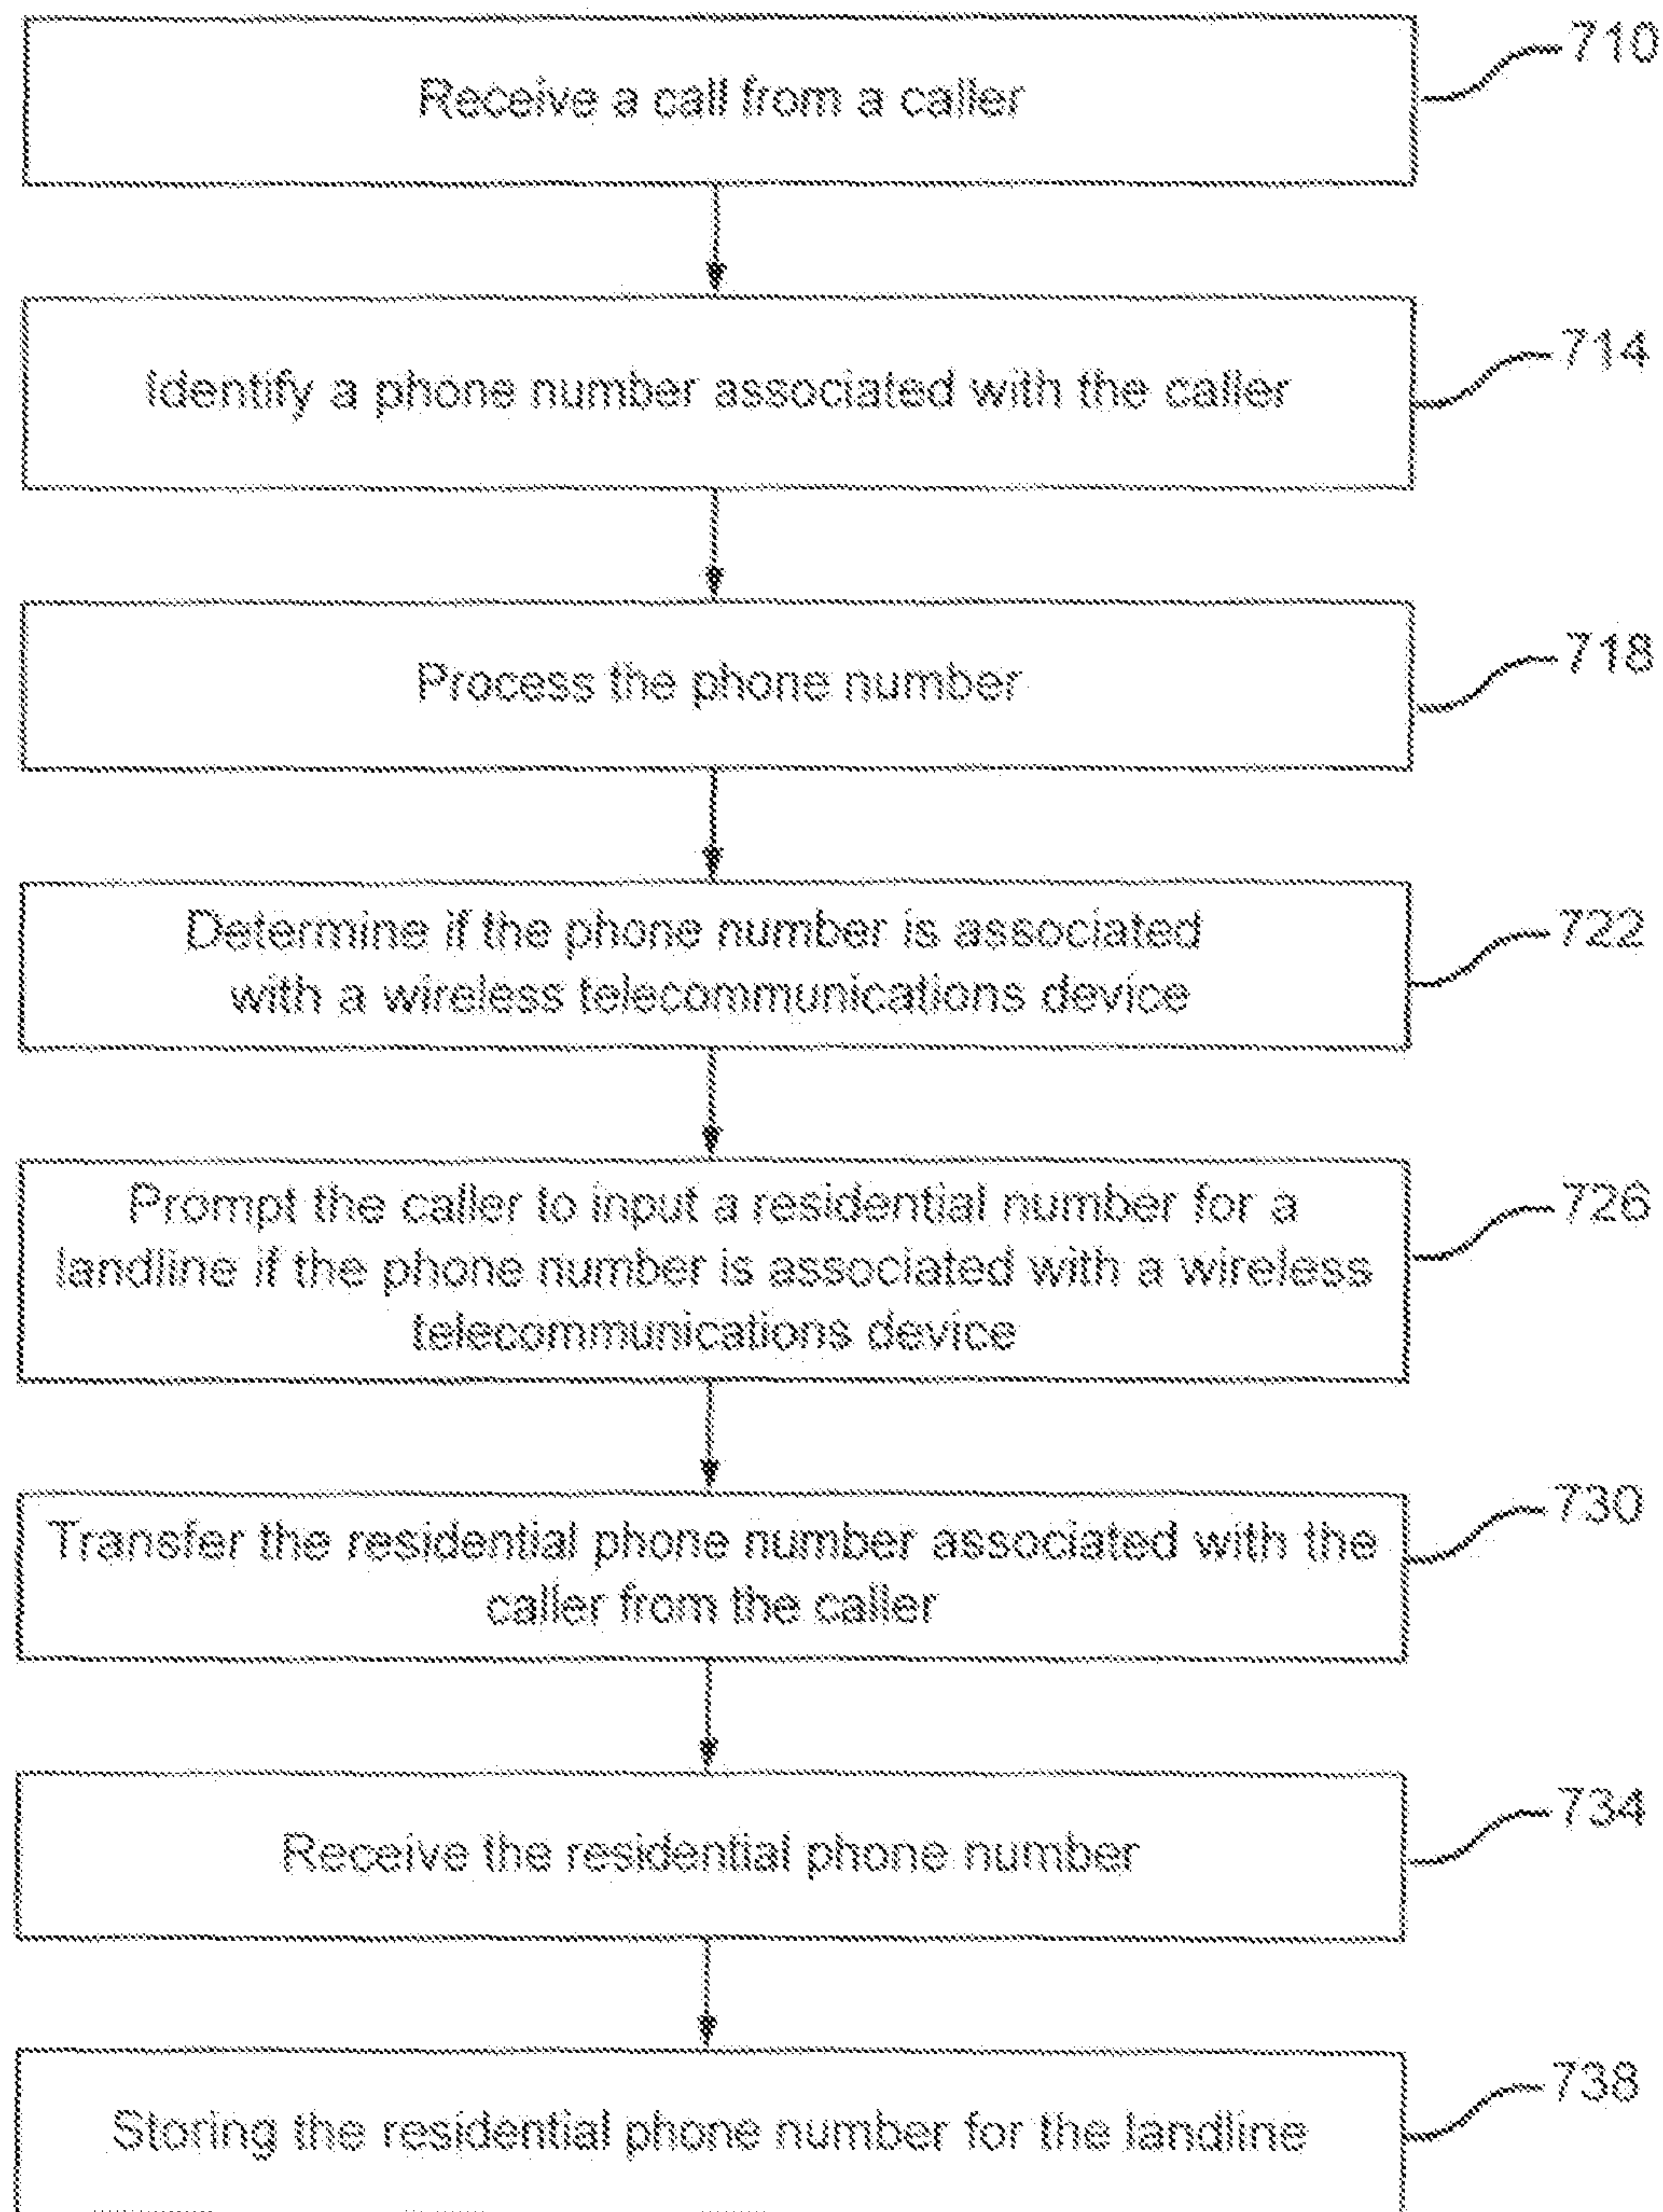 Receive a call from a caller
710
Identify a phone number associated with the caller
714
Process the phone number
718
Determine if the phone number is associated
with a wireless telecommunications device
722
Prompt the caller to input a residential number for a
landline if the phone number is associated with a wireless
telecommunications device
726
Transfer the residential phone number associated with the
caller from the caller
730
Receive the residential phone number
734
Storing the residential phone number for the landline
738